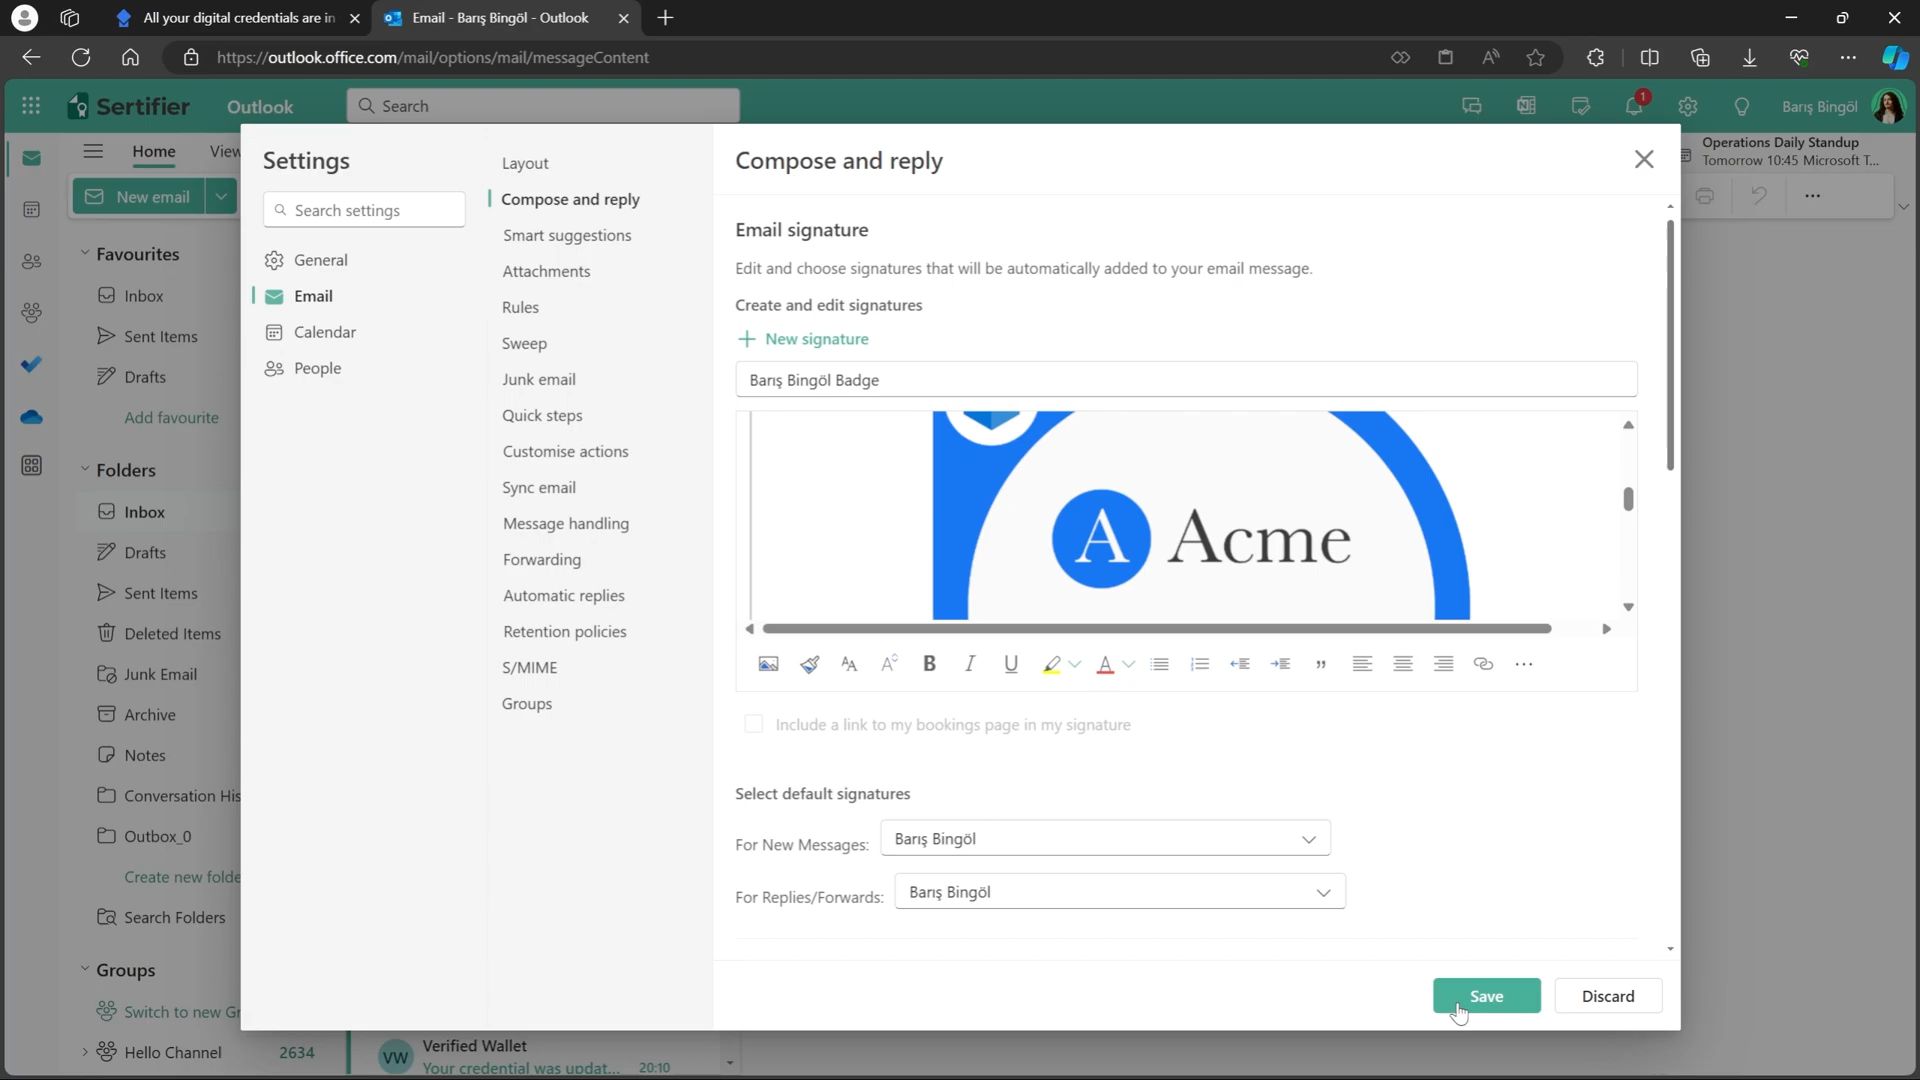 All your digital credentials are in
Email - Barış Bingöl - Outlook
https://outlook.office.com/mail/options/mail/messageContent
Sertifier
Outlook
Search
1
Barış Bingöl
Home
View
New email
Favourites
Inbox
Sent Items
Drafts
Add favourite
Folders
Inbox
Drafts
Sent Items
Deleted Items
Junk Email
Archive
Notes
Conversation His
Outbox_0
Create new folde
Search Folders
Groups
Switch to new Gr
Hello Channel 2634
Settings
Search settings
General
Email
Calendar
People
Layout
Compose and reply
Smart suggestions
Attachments
Rules
Sweep
Junk email
Quick steps
Customise actions
Sync email
Message handling
Forwarding
Automatic replies
Retention policies
S/MIME
Groups
Compose and reply
Email signature
Edit and choose signatures that will be automatically added to your email message.
Create and edit signatures
New signature
Barış Bingöl Badge
A Acme
Include a link to my bookings page in my signature
Select default signatures
For New Messages: Barış Bingöl
For Replies/Forwards: Barış Bingöl
Save
Discard
Operations Daily Standup
Tomorrow 10:45 Microsoft T...
VW
Verified Wallet
Your credential was updat... 20:10